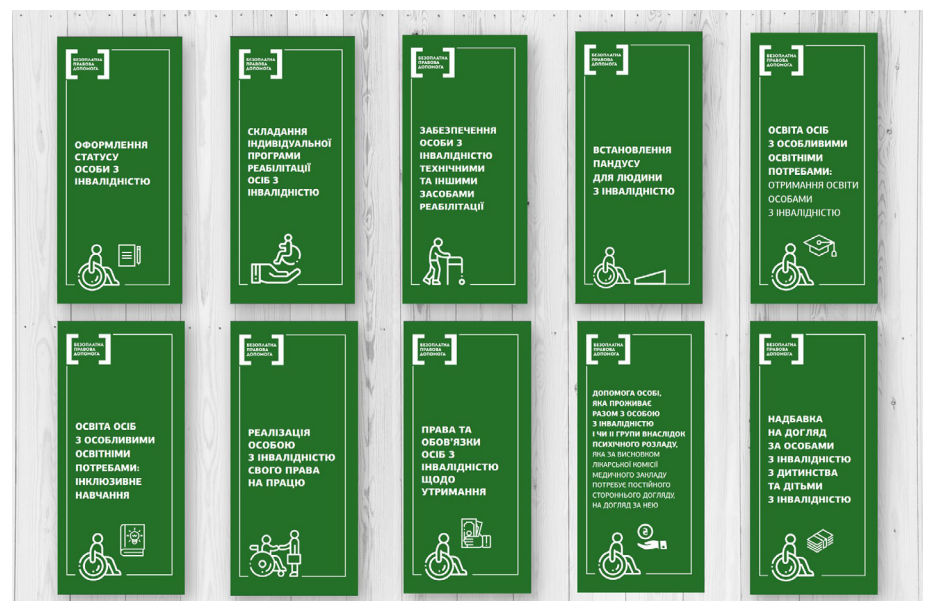 БЕЗОПЛАТНА
ПРАВОВА
ДОПОМОГА
ОФОРМЛЕННЯ
СТАТУСУ
ОСОБИ З
ІНВАЛІДНІСТЮ
БЕЗОПЛАТНА
ПРАВОВА
ДОПОМОГА
СКЛАДАННЯ
ІНДИВІДУАЛЬНОЇ
ПРОГРАМИ
РЕАБІЛІТАЦІЇ
ОСІБ З
ІНВАЛІДНІСТЮ
БЕЗОПЛАТНА
ПРАВОВА
ДОПОМОГА
ЗАБЕЗПЕЧЕННЯ
ОСОБИ З
ІНВАЛІДНІСТЮ
ТЕХНІЧНИМИ
ТА ІНШИМИ
ЗАСОБАМИ
РЕАБІЛІТАЦІЇ
БЕЗОПЛАТНА
ПРАВОВА
ДОПОМОГА
ВСТАНОВЛЕННЯ
ПАНДУСУ
ДЛЯ ЛЮДИНИ
З ІНВАЛІДНІСТЮ
БЕЗОПЛАТНА
ПРАВОВА
ДОПОМОГА
ОСВІТА ОСІБ
З ОСОБЛИВИМИ
ОСВІТНІМИ
ПОТРЕБАМИ:
ОТРИМАННЯ ОСВІТИ
ОСОБАМИ
З ІНВАЛІДНІСТЮ
БЕЗОПЛАТНА
ПРАВОВА
ДОПОМОГА
ОСВІТА ОСІБ
З ОСОБЛИВИМИ
ОСВІТНІМИ
ПОТРЕБАМИ:
ІНКЛЮЗИВНЕ
НАВЧАННЯ
БЕЗОПЛАТНА
ПРАВОВА
ДОПОМОГА
РЕАЛІЗАЦІЯ
ОСОБОЮ
З ІНВАЛІДНІСТЮ
СВОГО ПРАВА
НА ПРАЦЮ
БЕЗОПЛАТНА
ПРАВОВА
ДОПОМОГА
ПРАВА ТА
ОБОВ'ЯЗКИ
ОСІБ З
ІНВАЛІДНІСТЮ
ЩОДО
УТРИМАННЯ
БЕЗОПЛАТНА
ПРАВОВА
ДОПОМОГА
ДОПОМОГА ОСОБІ,
ЯКА ПРОЖИВАЄ
РАЗОМ З ОСОБОЮ
З ІНВАЛІДНІСТЮ
І ЧИ ІІ ГРУПИ ВНАСЛІДОК
ПСИХІЧНОГО РОЗЛАДУ,
ЯКА ЗА ВИСНОВКОМ
ЛІКАРСЬКОЇ КОМІСІЇ
МЕДИЧНОГО ЗАКЛАДУ
ПОТРЕБУЄ ПОСТІЙНОГО
СТОРОННЬОГО ДОГЛЯДУ,
НА ДОГЛЯД ЗА НЕЮ
БЕЗОПЛАТНА
ПРАВОВА
ДОПОМОГА
НАДБАВКА
НА ДОГЛЯД
ЗА ОСОБАМИ
З ІНВАЛІДНІСТЮ
З ДИТИНСТВА
ТА ДІТЬМИ
З ІНВАЛІДНІСТЮ